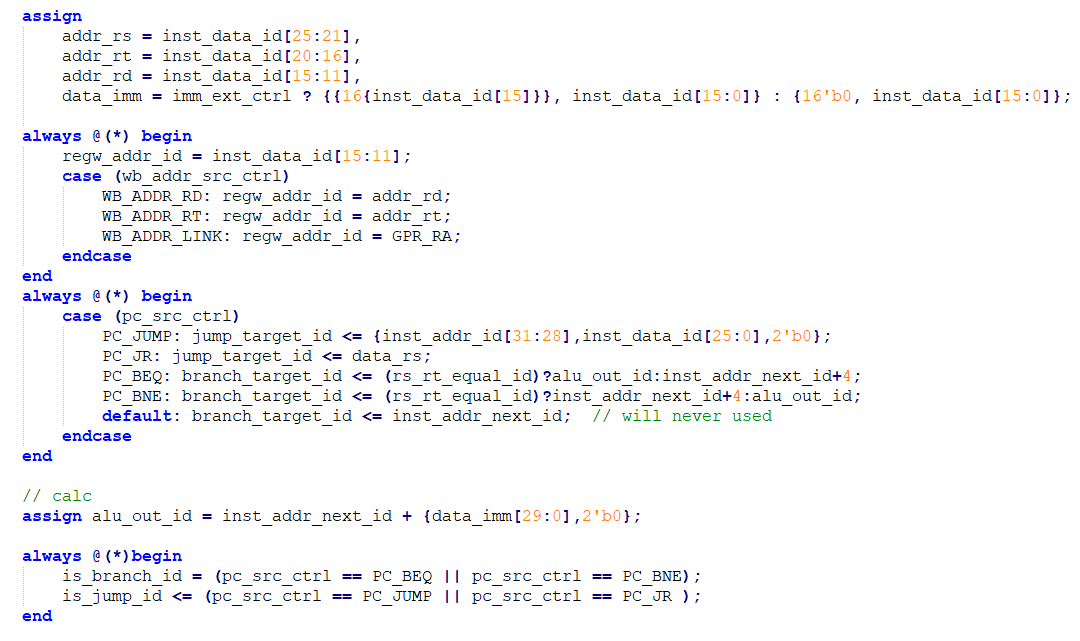 assign
    addr_rs = inst_data_id[25:21],
    addr_rt = inst_data_id[20:16],
    addr_rd = inst_data_id[15:11],
    data_imm = imm_ext_ctrl ? {{16{inst_data_id[15]}}, inst_data_id[15:0]} : {16'b0, inst_data_id[15:0]};

always @(*) begin
    regw_addr_id = inst_data_id[15:11];
    case (wb_addr_src_ctrl)
        WB_ADDR_RD: regw_addr_id = addr_rd;
        WB_ADDR_RT: regw_addr_id = addr_rt;
        WB_ADDR_LINK: regw_addr_id = GPR_RA;
    endcase
end
always @(*) begin
    case (pc_src_ctrl)
        PC_JUMP: jump_target_id <= {inst_addr_id[31:28],inst_data_id[25:0],2'b0};
        PC_JR: jump_target_id <= data_rs;
        PC_BEQ: branch_target_id <= (rs_rt_equal_id)?alu_out_id:inst_addr_next_id+4;
        PC_BNE: branch_target_id <= (rs_rt_equal_id)?inst_addr_next_id+4:alu_out_id;
        default: branch_target_id <= inst_addr_next_id;  // will never used
    endcase
end

// calc
assign alu_out_id = inst_addr_next_id + {data_imm[29:0],2'b0};

always @(*)begin
    is_branch_id = (pc_src_ctrl == PC_BEQ || pc_src_ctrl == PC_BNE);
    is_jump_id <= (pc_src_ctrl == PC_JUMP || pc_src_ctrl == PC_JR );
end